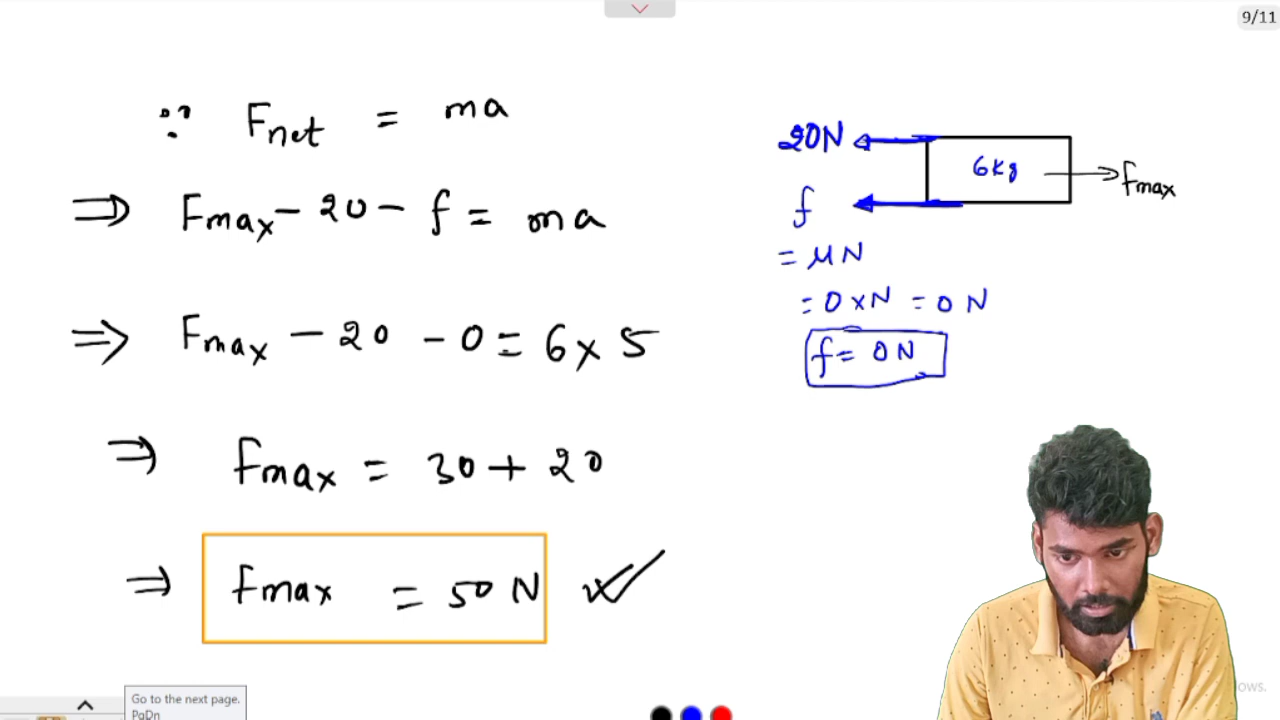 9/11
∵ Fnet = ma
⇒ Fmax - 20 - f = ma
⇒ Fmax - 20 - 0 = 6 x 5
⇒ Fmax = 30 + 20
⇒ Fmax = 50 N
20N
6kg
Fmax
f
= μN
= 0 x N = 0 N
f = 0 N
Go to the next page.
PgDn
ows.